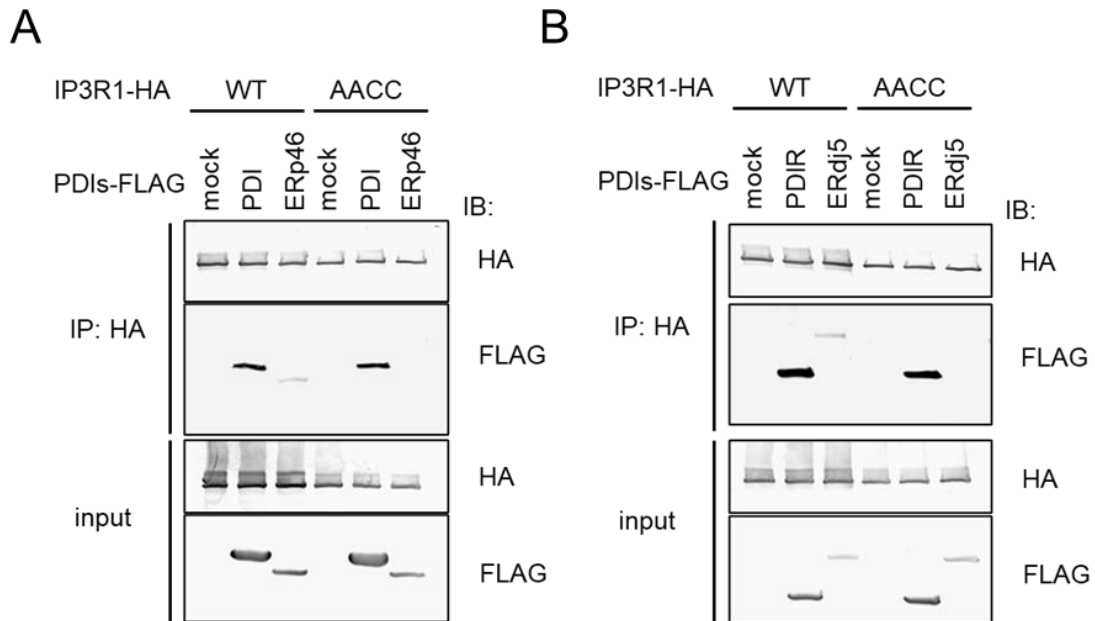 A
IP3R1-HA WT AACC
PDIs-FLAG mock PDI ERp46 mock PDI ERp46 IB:
HA
IP: HA FLAG
HA
input FLAG
B
IP3R1-HA WT AACC
PDIs-FLAG mock PDIR ERdj5 mock PDIR ERdj5 IB:
HA
IP: HA FLAG
HA
input FLAG